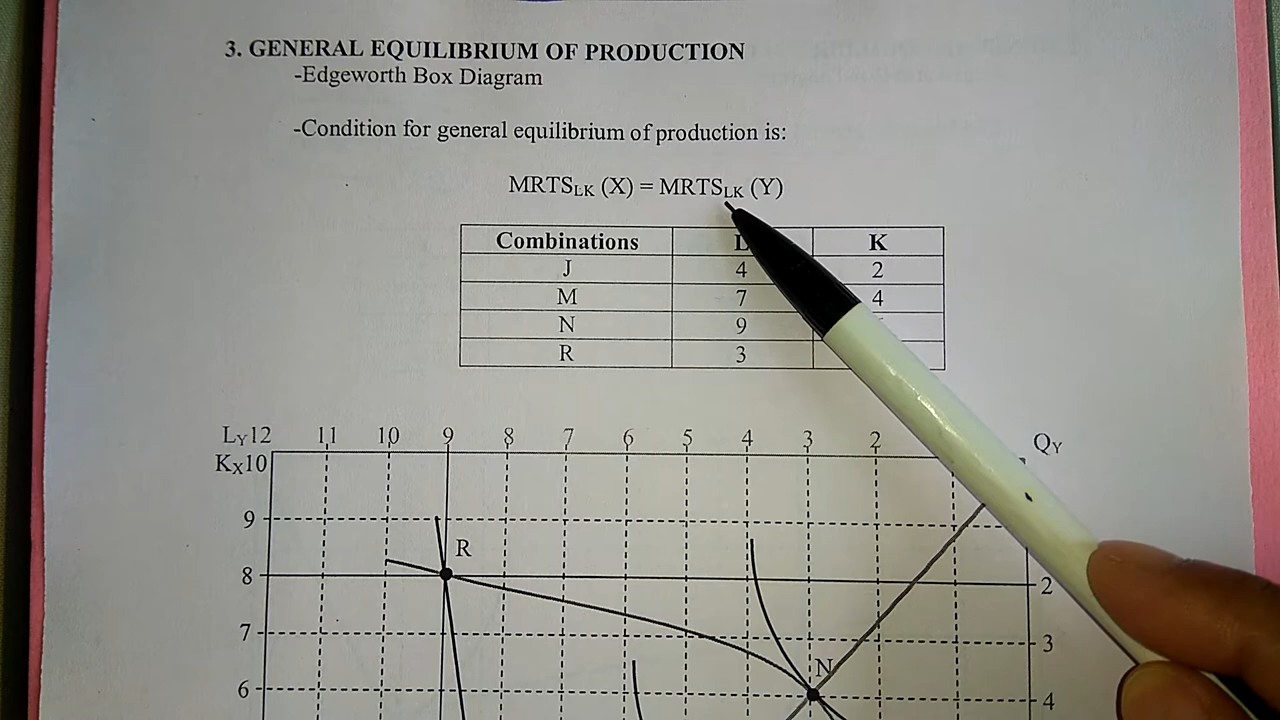 3. GENERAL EQUILIBRIUM OF PRODUCTION
-Edgeworth Box Diagram
-Condition for general equilibrium of production is:
MRTSLK (X) = MRTSLK (Y)
Combinations L K
J 4 2
M 7 4
N 9
R 3
LY12 11 10 9 8 7 6 5 4 3 2 QY
KX10
9
R
8 2
7 3
N
6 4